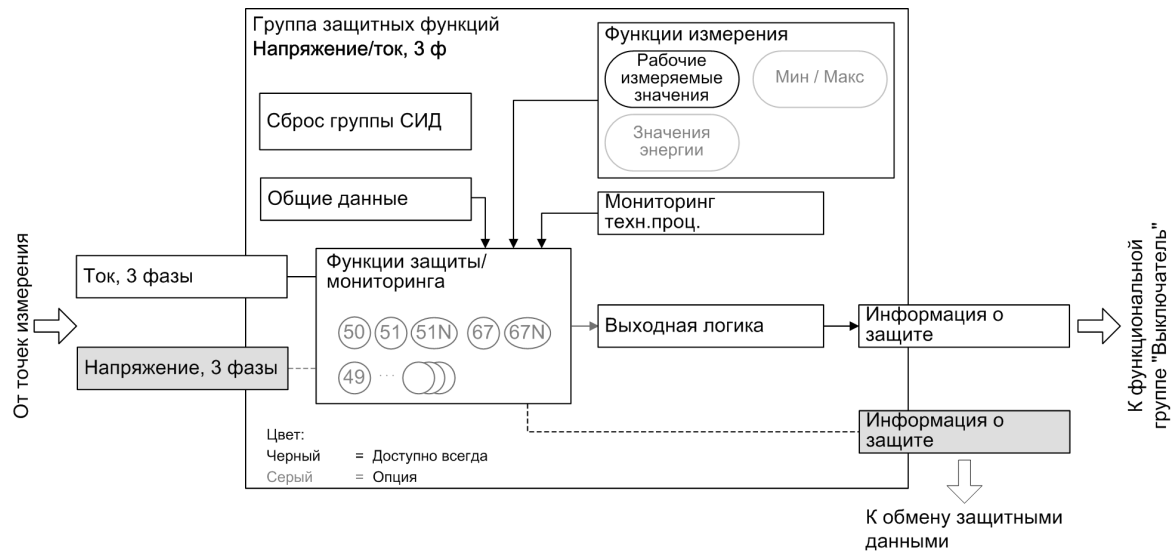 Группа защитных функций
Напряжение/ток, 3 ф
Функции измерения
Рабочие
измеряемые
значения
Мин / Макс
Значения
энергии
Сброс группы СИД
Общие данные
Мониторинг
техн.проц.
От точек измерения
Ток, 3 фазы
Напряжение, 3 фазы
Функции защиты/
мониторинга
50 51 51N 67 67N
49 ...
Выходная логика
Информация о
защите
К функциональной
группе "Выключатель"
Информация о
защите
Цвет:
Черный = Доступно всегда
Серый = Опция
К обмену защитными
данными